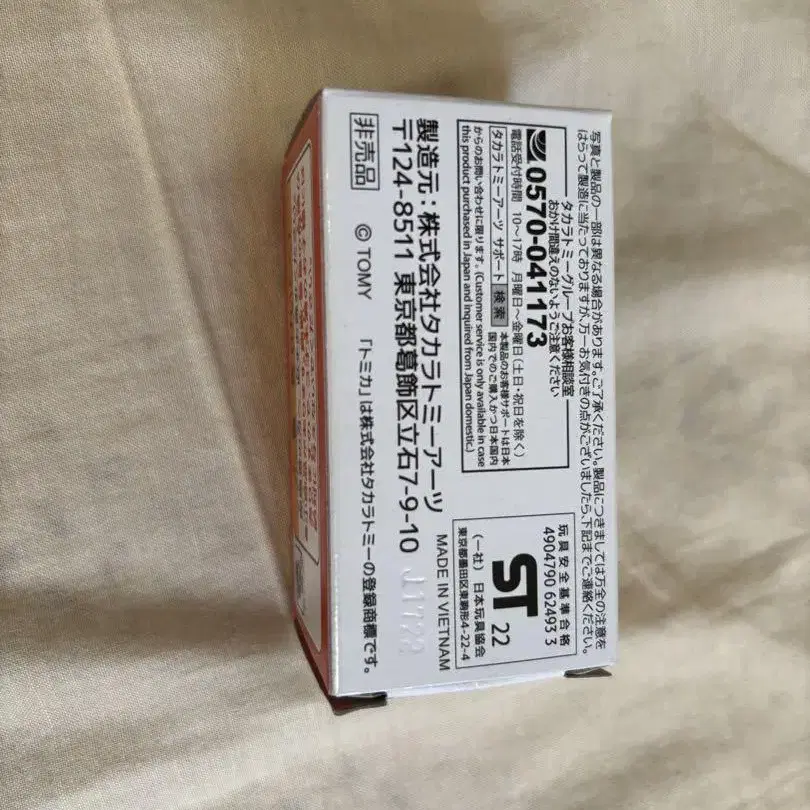 写真と製品の一部は異なる場合があります。ご了承ください。製品につきましては万全の注意を
はらって製造に当たっておりますが、万一お気付きの点がございましたら、下記までご連絡ください。
タカラトミーグループお客様相談室
おかけ間違えのないようご注意ください
0570-041173
電話受付時間 10〜17時 月曜日〜金曜日(土・日・祝日を除く)
タカラトミーアーツ サポート 検索
本製品のお客様サポートは日本
国内でのご購入かつ日本国内
からのお問い合わせに限ります。(Customer service is only available in case
this product purchased in Japan and inquired from Japan domestic.)
玩具安全基準合格
4904790 62493 3
ST 22
(一社) 日本玩具協会
東京都墨田区東駒形4-22-4
製造元:株式会社タカラトミーアーツ
〒124-8511 東京都葛飾区立石7-9-10
MADE IN VIETNAM
非売品
© TOMY
「トミカ」は株式会社タカラトミーの登録商標です。